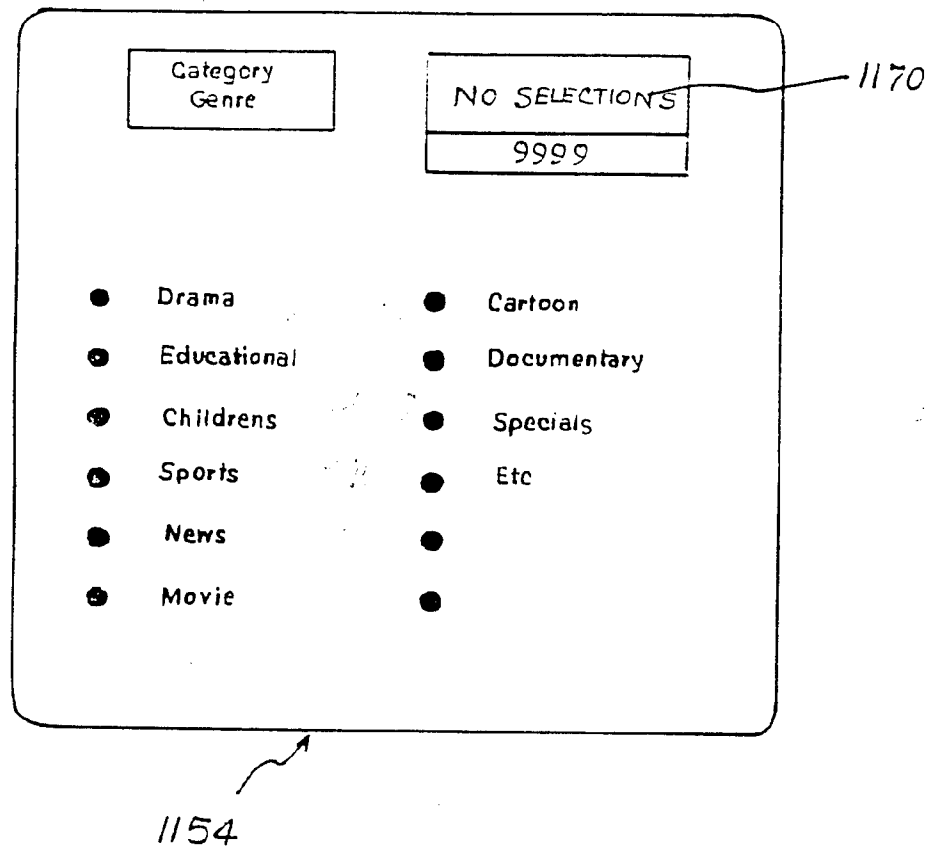 Category
Genre
NO SELECTIONS
9999
1170
Drama
Educational
Childrens
Sports
News
Movie
Cartoon
Documentary
Specials
Etc
1154